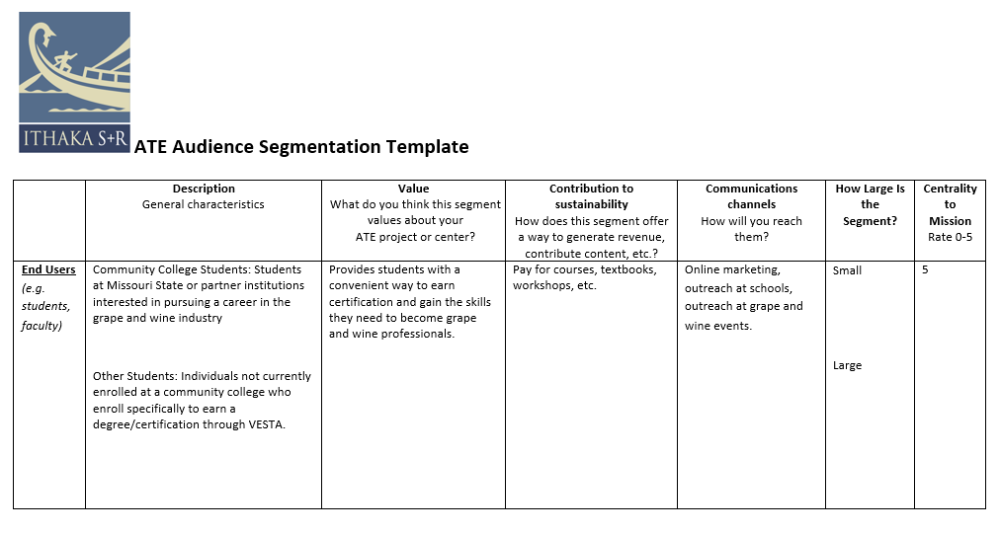 ITHAKA S+R
ATE Audience Segmentation Template
Description
General characteristics
Value
What do you think this segment
values about your
ATE project or center?
Contribution to
sustainability
How does this segment offer
a way to generate revenue,
contribute content, etc.?
Communications
channels
How will you reach
them?
How Large Is
the
Segment?
Centrality
to
Mission
Rate 0-5
End Users
(e.g.
students,
faculty)
Community College Students: Students
at Missouri State or partner institutions
interested in pursuing a career in the
grape and wine industry
Other Students: Individuals not currently
enrolled at a community college who
enroll specifically to earn a
degree/certification through VESTA.
Provides students with a
convenient way to earn
certification and gain the skills
they need to become grape
and wine professionals.
Pay for courses, textbooks,
workshops, etc.
Online marketing,
outreach at schools,
outreach at grape and
wine events.
Small
Large
5